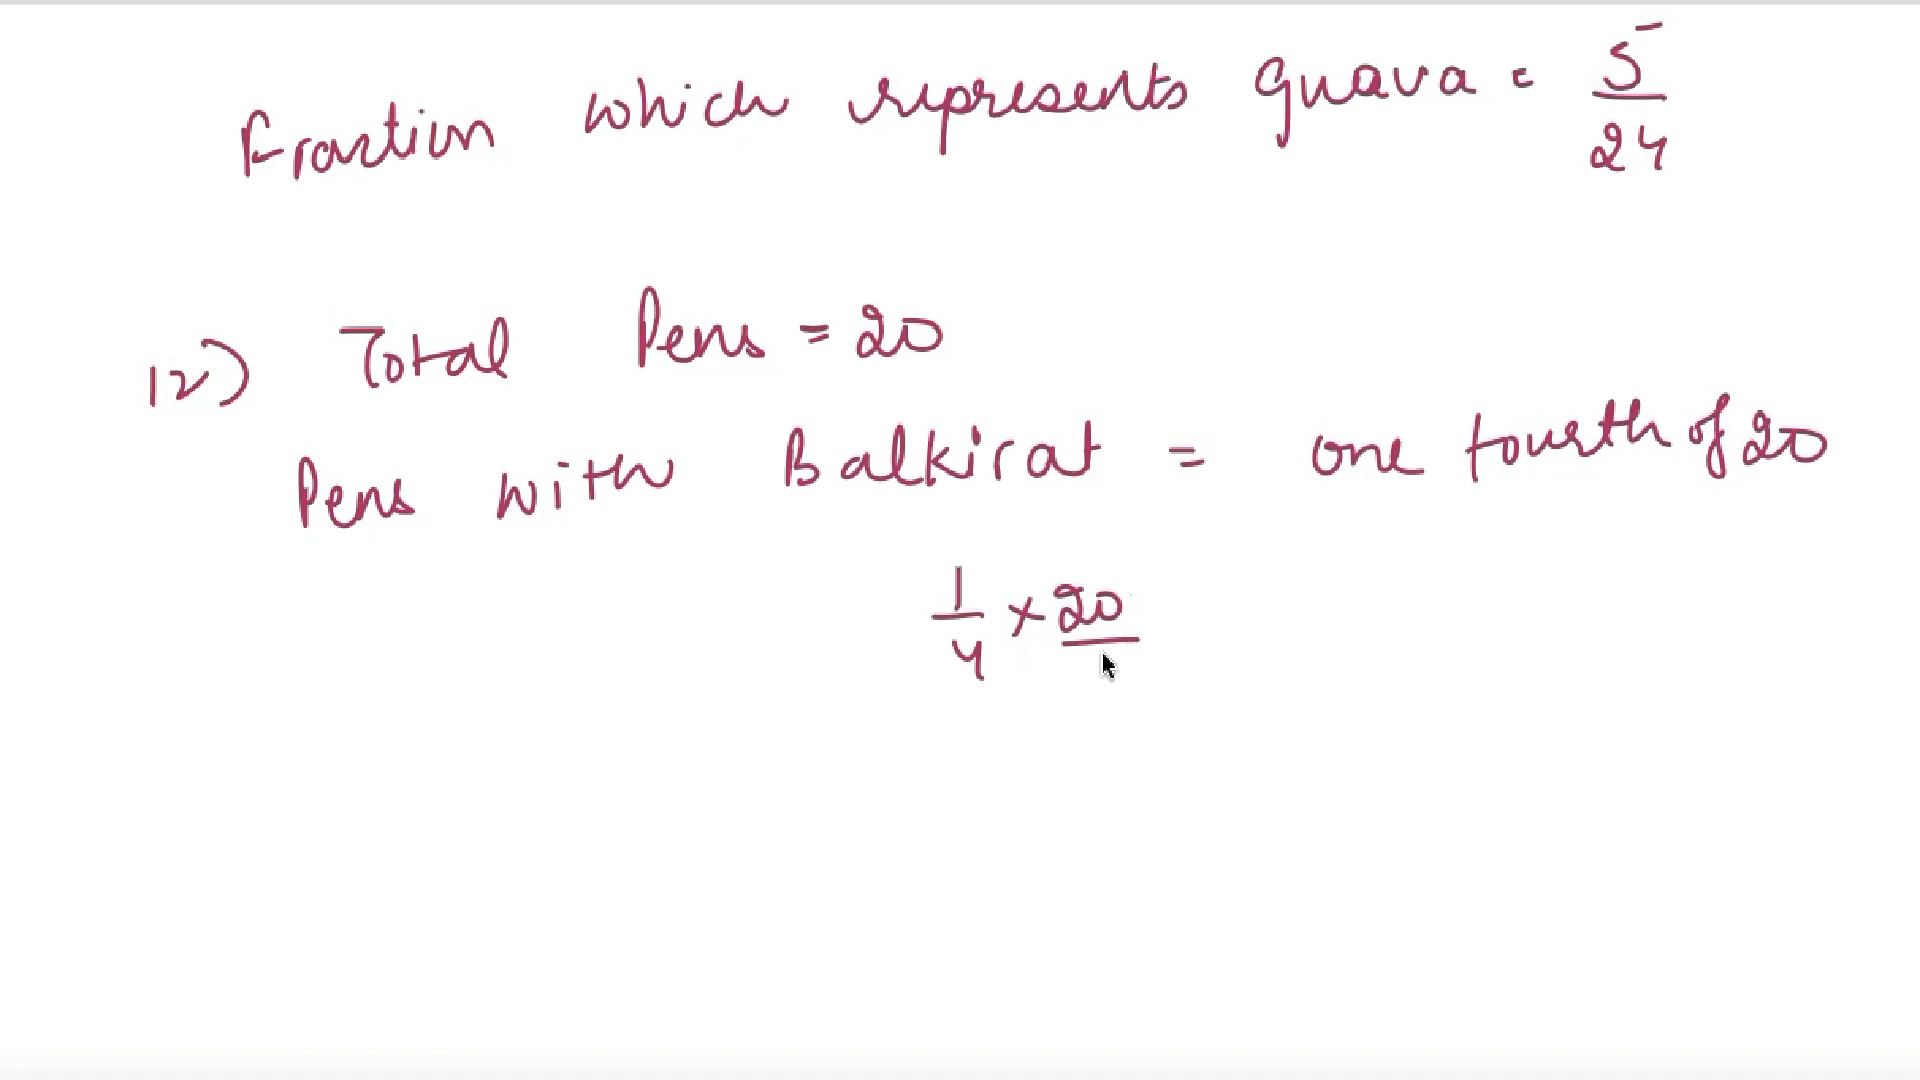 Fraction which represents guava = 5/24
12) Total Pens = 20
Pens with Balkirat = one fourth of 20
1/4 × 20